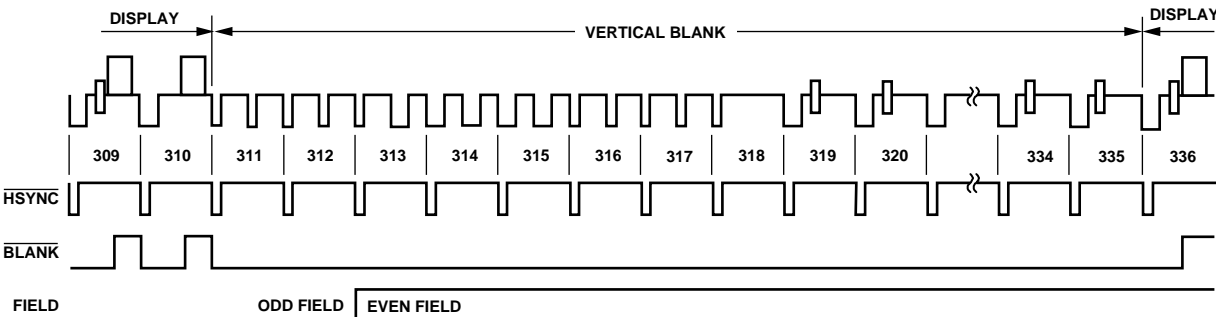 DISPLAY VERTICAL BLANK DISPLAY
309 310 311 312 313 314 315 316 317 318 319 320 334 335 336
HSYNC
BLANK
FIELD ODD FIELD EVEN FIELD